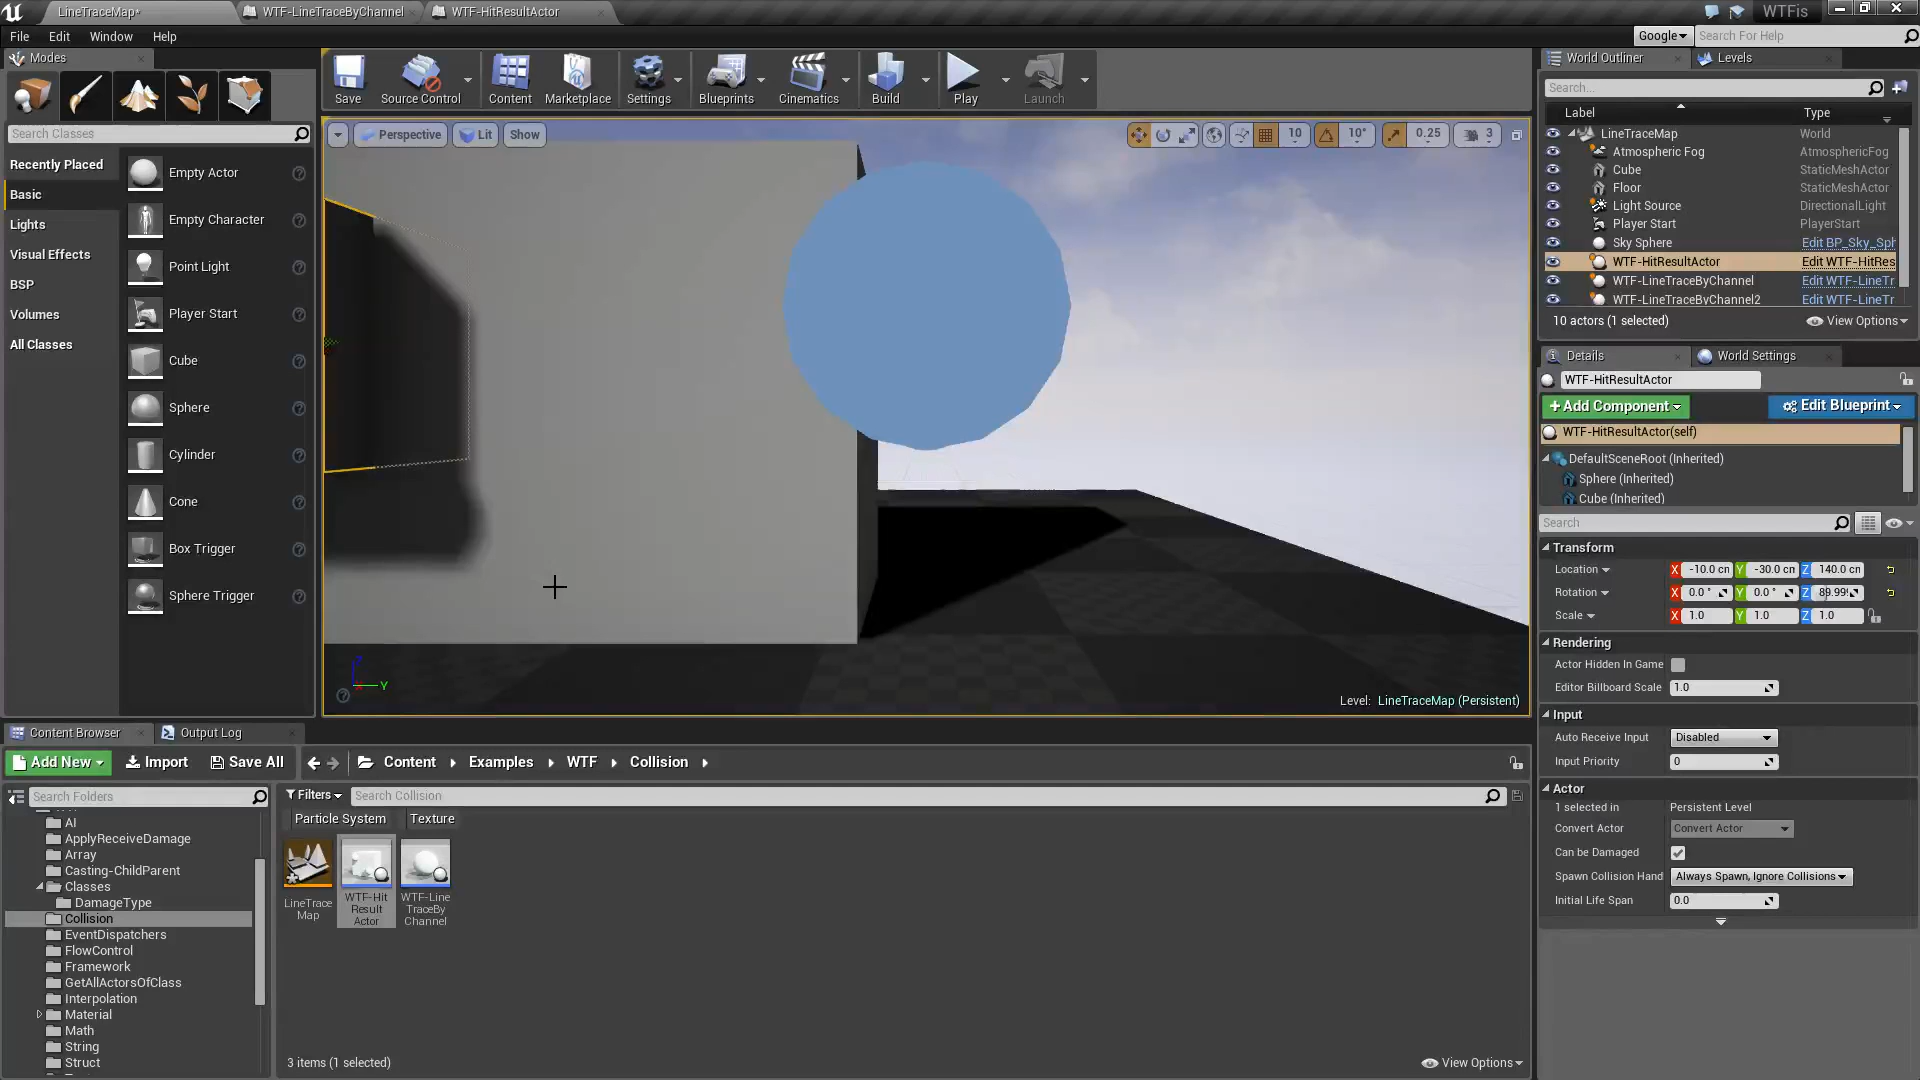 LineTraceMap*
WTF-LineTraceByChannel
WTF-HitResultActor
WTFis
File
Edit
Window
Help
Google
Search For Help
Modes
Search Classes
Recently Placed
Basic
Lights
Visual Effects
BSP
Volumes
All Classes
Empty Actor
Empty Character
Point Light
Player Start
Cube
Sphere
Cylinder
Cone
Box Trigger
Sphere Trigger
Save
Source Control
Content
Marketplace
Settings
Blueprints
Cinematics
Build
Play
Launch
Perspective
Lit
Show
10
10°
0.25
3
Z
Y
Level: LineTraceMap (Persistent)
World Outliner
Levels
Search...
Label
Type
LineTraceMap World
Atmospheric Fog AtmosphericFog
Cube StaticMeshActor
Floor StaticMeshActor
Light Source DirectionalLight
Player Start PlayerStart
Sky Sphere Edit BP_Sky_Sph
WTF-HitResultActor Edit WTF-HitRes
WTF-LineTraceByChannel Edit WTF-LineTr
WTF-LineTraceByChannel2 Edit WTF-LineTr
10 actors (1 selected)
View Options
Details
World Settings
WTF-HitResultActor
+Add Component
Edit Blueprint
WTF-HitResultActor(self)
DefaultSceneRoot (Inherited)
Sphere (Inherited)
Cube (Inherited)
Search
Transform
Location X -10.0 cm Y -30.0 cm Z 140.0 cm
Rotation X 0.0 ° Y 0.0 ° Z
Scale X 1.0 Y 1.0 Z 1.0
Rendering
Actor Hidden In Game
Editor Billboard Scale 1.0
Input
Auto Receive Input Disabled
Input Priority 0
Actor
1 selected in Persistent Level
Convert Actor Convert Actor
Can be Damaged
Spawn Collision Hand Always Spawn, Ignore Collisions
Initial Life Span 0.0
Content Browser
Output Log
Add New
Import
Save All
Content
Examples
WTF
Collision
Search Folders
AI
ApplyReceiveDamage
Array
Casting-ChildParent
Classes
DamageType
Collision
EventDispatchers
FlowControl
Framework
GetAllActorsOfClass
Interpolation
Material
Math
String
Struct
Filters
Search Collision
Particle System
Texture
LineTrace
Map
WTF-Hit
Result
Actor
WTF-Line
TraceBy
Channel
3 items (1 selected)
View Options